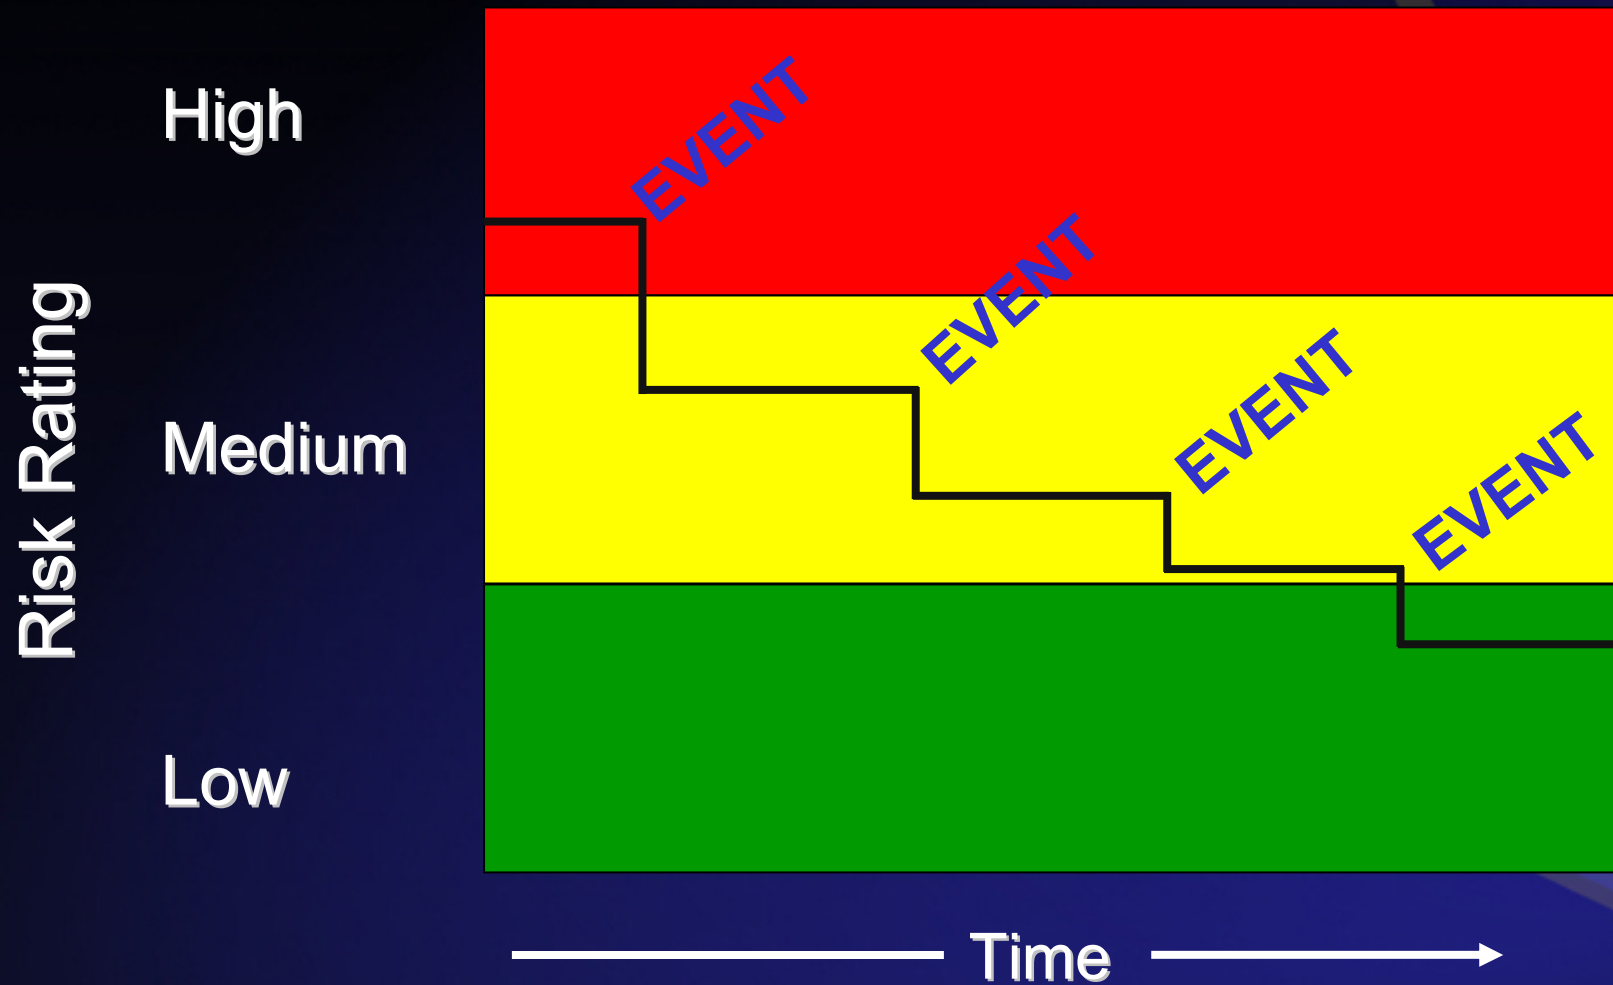 High
EVENT
EVENT
Risk Rating
EVENT
Medium
EVENT
Low
Time